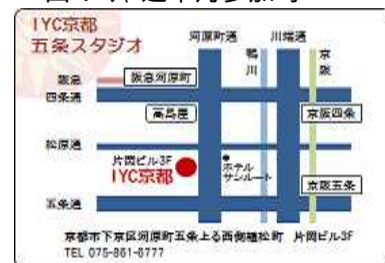 IYC京都
五条スタジオ
河原町通
川端通
鴨川
京阪
阪急
阪急河原町
四条通
高島屋
京阪四条
松原通
片岡ビル3F
IYC京都
ホテル
サンルート
京阪五条
五条通
京都市下京区河原町五条上る西側植松町 片岡ビル3F
TEL 075-861-6777